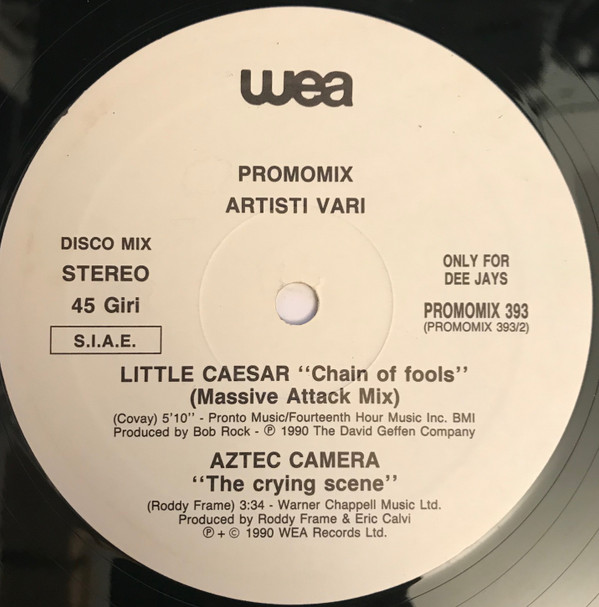 wea
PROMOMIX
ARTISTI VARI
DISCO MIX
STEREO
45 Giri
S.I.A.E.
ONLY FOR
DEE JAYS
PROMOMIX 393
(PROMOMIX 393/2)
LITTLE CAESAR ‘‘Chain of fools’’
(Massive Attack Mix)
(Covay) 5'10'' - Pronto Music/Fourteenth Hour Music Inc. BMI
Produced by Bob Rock - ℗ 1990 The David Geffen Company
AZTEC CAMERA
‘‘The crying scene’’
(Roddy Frame) 3:34 - Warner Chappell Music Ltd.
Produced by Roddy Frame & Eric Calvi
℗ + © 1990 WEA Records Ltd.